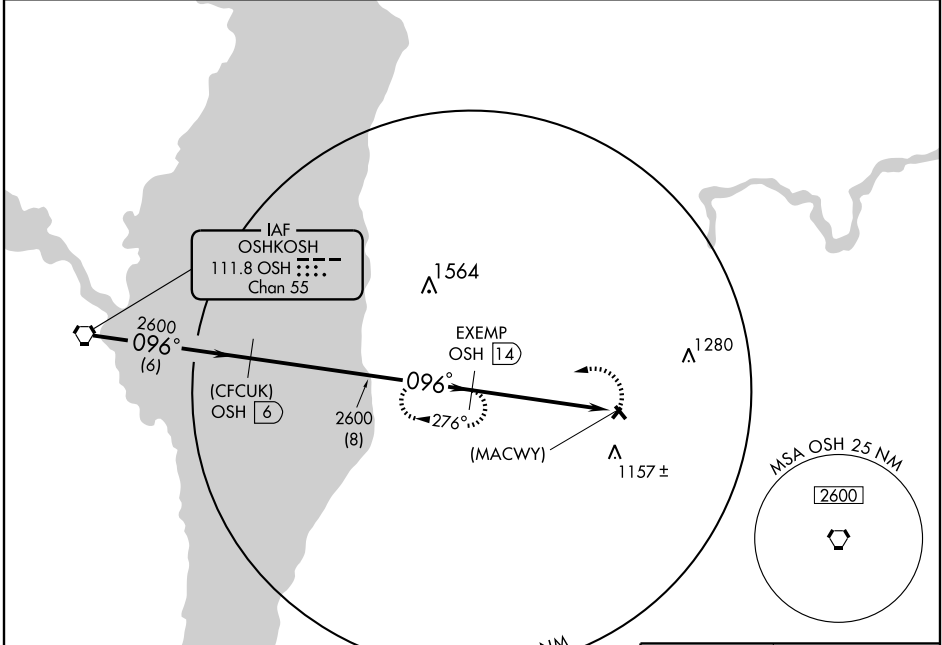 IAF
OSHKOSH
111.8 OSH
Chan 55
1564
2600
096°
(6)
EXEMP
OSH 14
1280
(CFCUK)
OSH 6
096°
276°
2600
(8)
(MACWY)
1157 ±
MSA OSH 25 NM
2600
NM